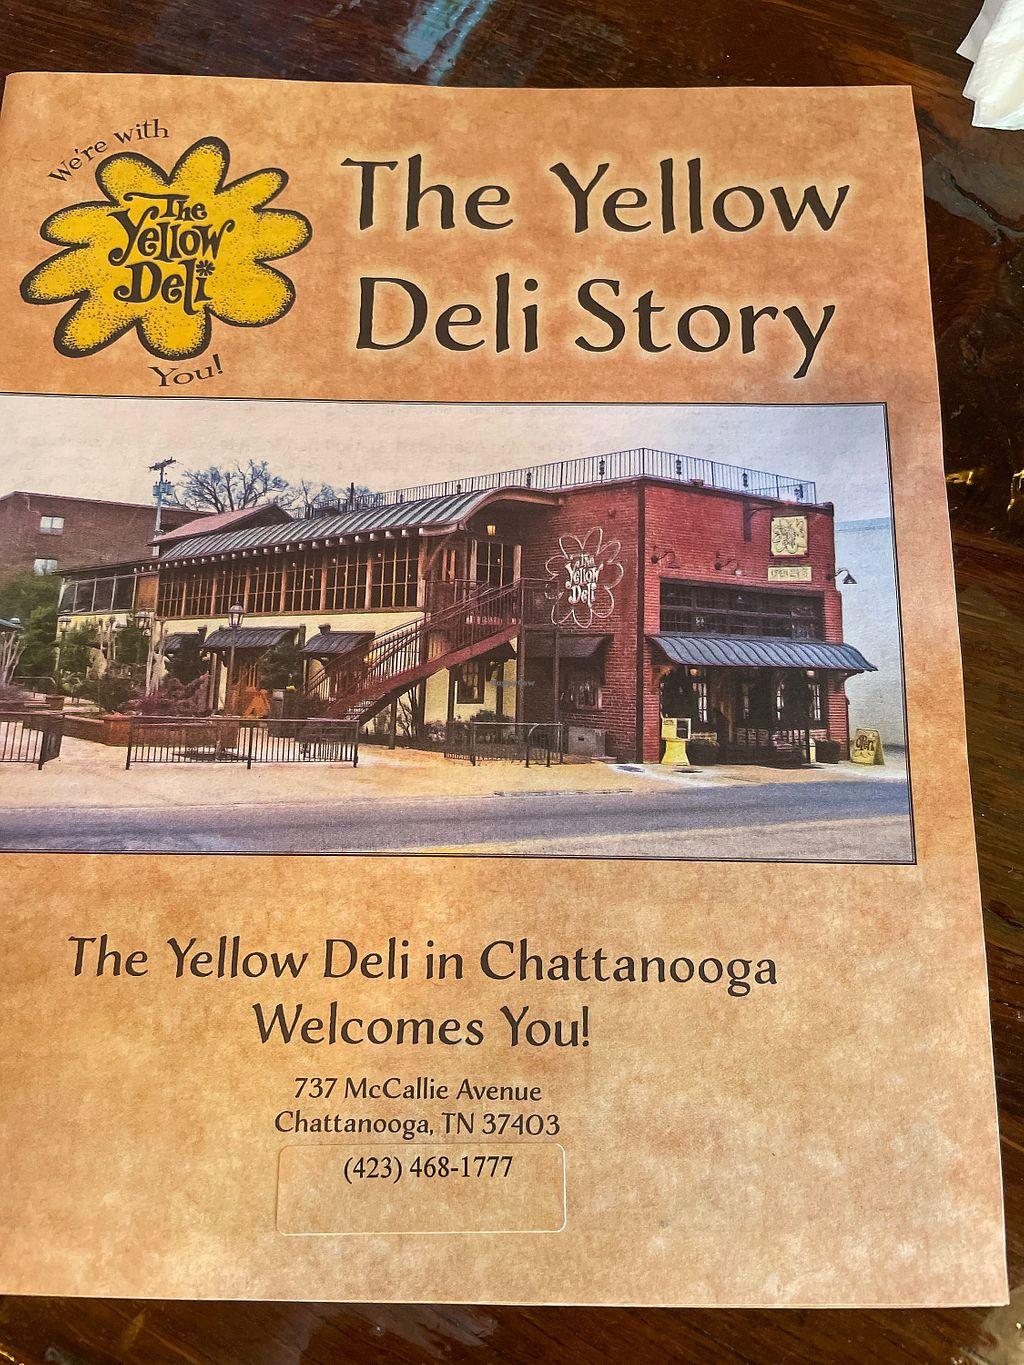 We're with
The
Yellow
Deli
You!
The Yellow
Deli Story
The
Yellow
Deli
The Yellow Deli in Chattanooga
Welcomes You!
737 McCallie Avenue
Chattanooga, TN 37403
(423) 468-1777